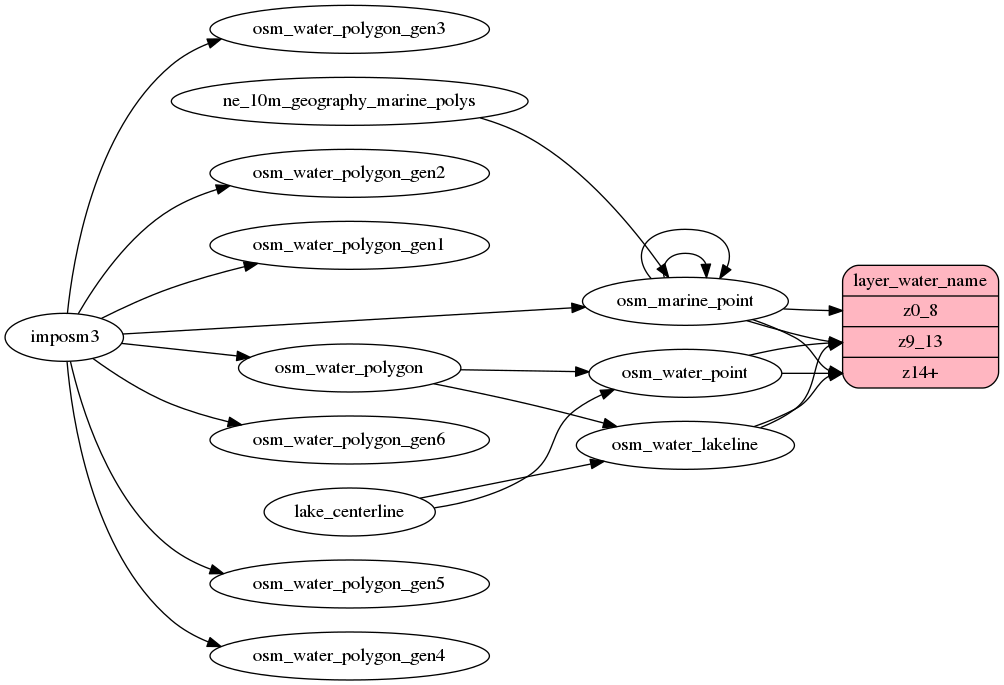 osm_water_polygon_gen3
ne_10m_geography_marine_polys
osm_water_polygon_gen2
osm_water_polygon_gen1
imposm3
osm_marine_point
layer_water_name
z0_8
z9_13
z14+
osm_water_polygon
osm_water_point
osm_water_polygon_gen6
osm_water_lakeline
lake_centerline
osm_water_polygon_gen5
osm_water_polygon_gen4